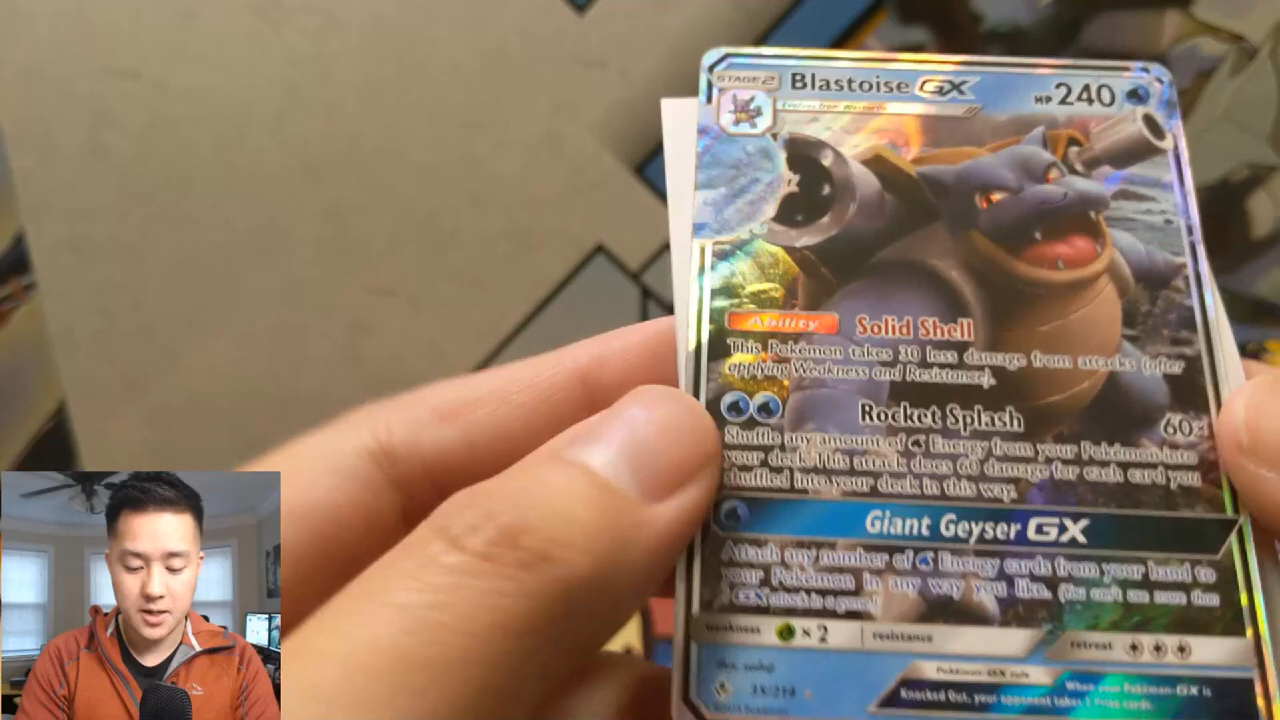 STAGE 2 Blastoise GX HP 240
Evolves from Wartortle
Ability Solid Shell
This Pokémon takes 30 less damage from attacks (after
applying Weakness and Resistance).
Rocket Splash 60×
Shuffle any amount of Energy from your Pokémon into
your deck. This attack does 60 damage for each card you
shuffled into your deck in this way.
Giant Geyser GX
Attach any number of Energy cards from your hand to
your Pokémon in any way you like. (You can't use more than
1 GX attack in a game.)
weakness ×2 resistance retreat
Pokémon-GX rule When your Pokémon-GX is
Knocked Out, your opponent takes 2 Prize cards.
35/214